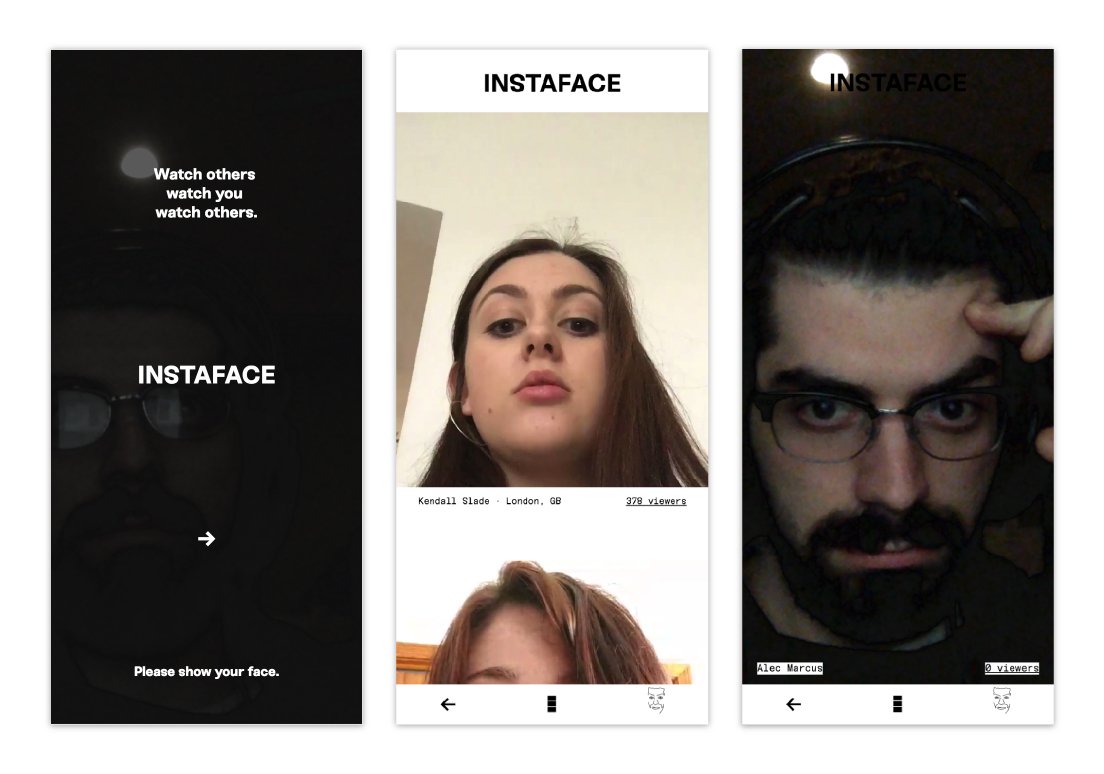 Watch others
watch you
watch others.
INSTAFACE
→
Please show your face.
INSTAFACE
Kendall Slade · London, GB
378 viewers
←
INSTAFACE
Alec Marcus
0 viewers
←